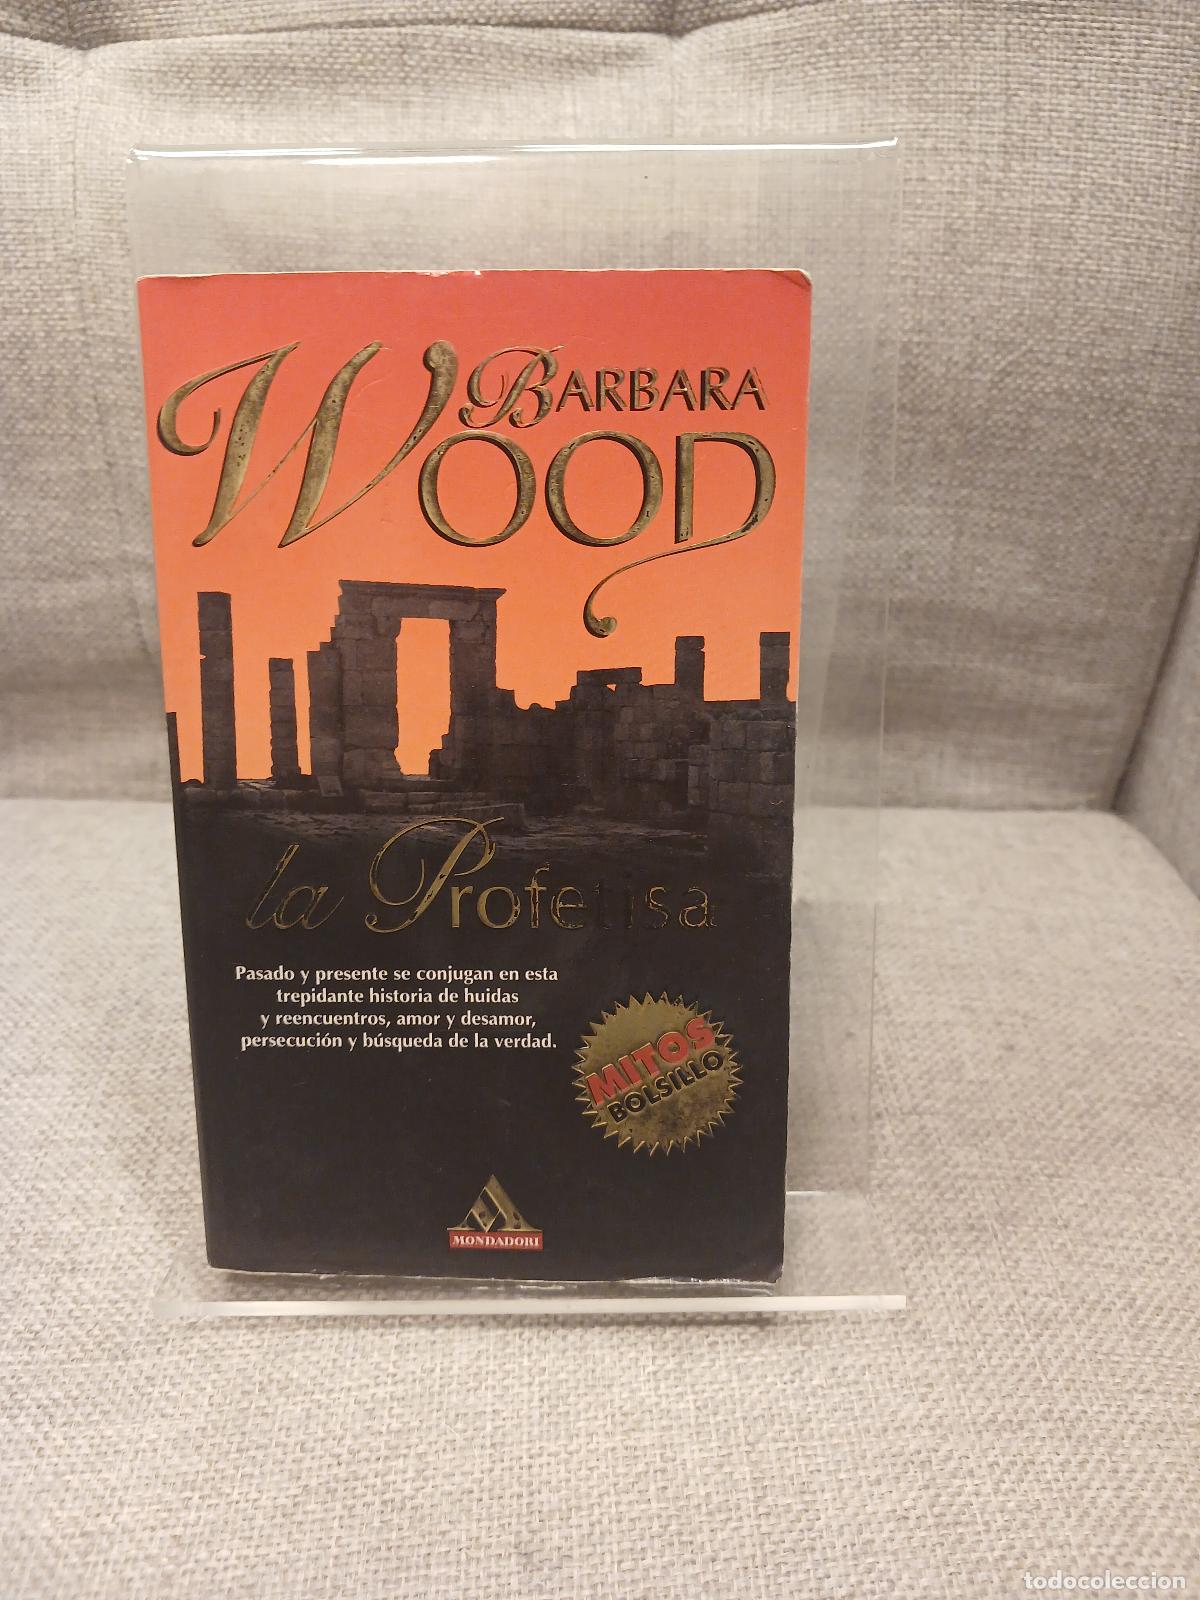 BARBARA
WOOD
la Profetisa
Pasado y presente se conjugan en esta
trepidante historia de huidas
y reencuentros, amor y desamor,
persecución y búsqueda de la verdad.
MITOS
BOLSILLO
MONDADORI
todocoleccion